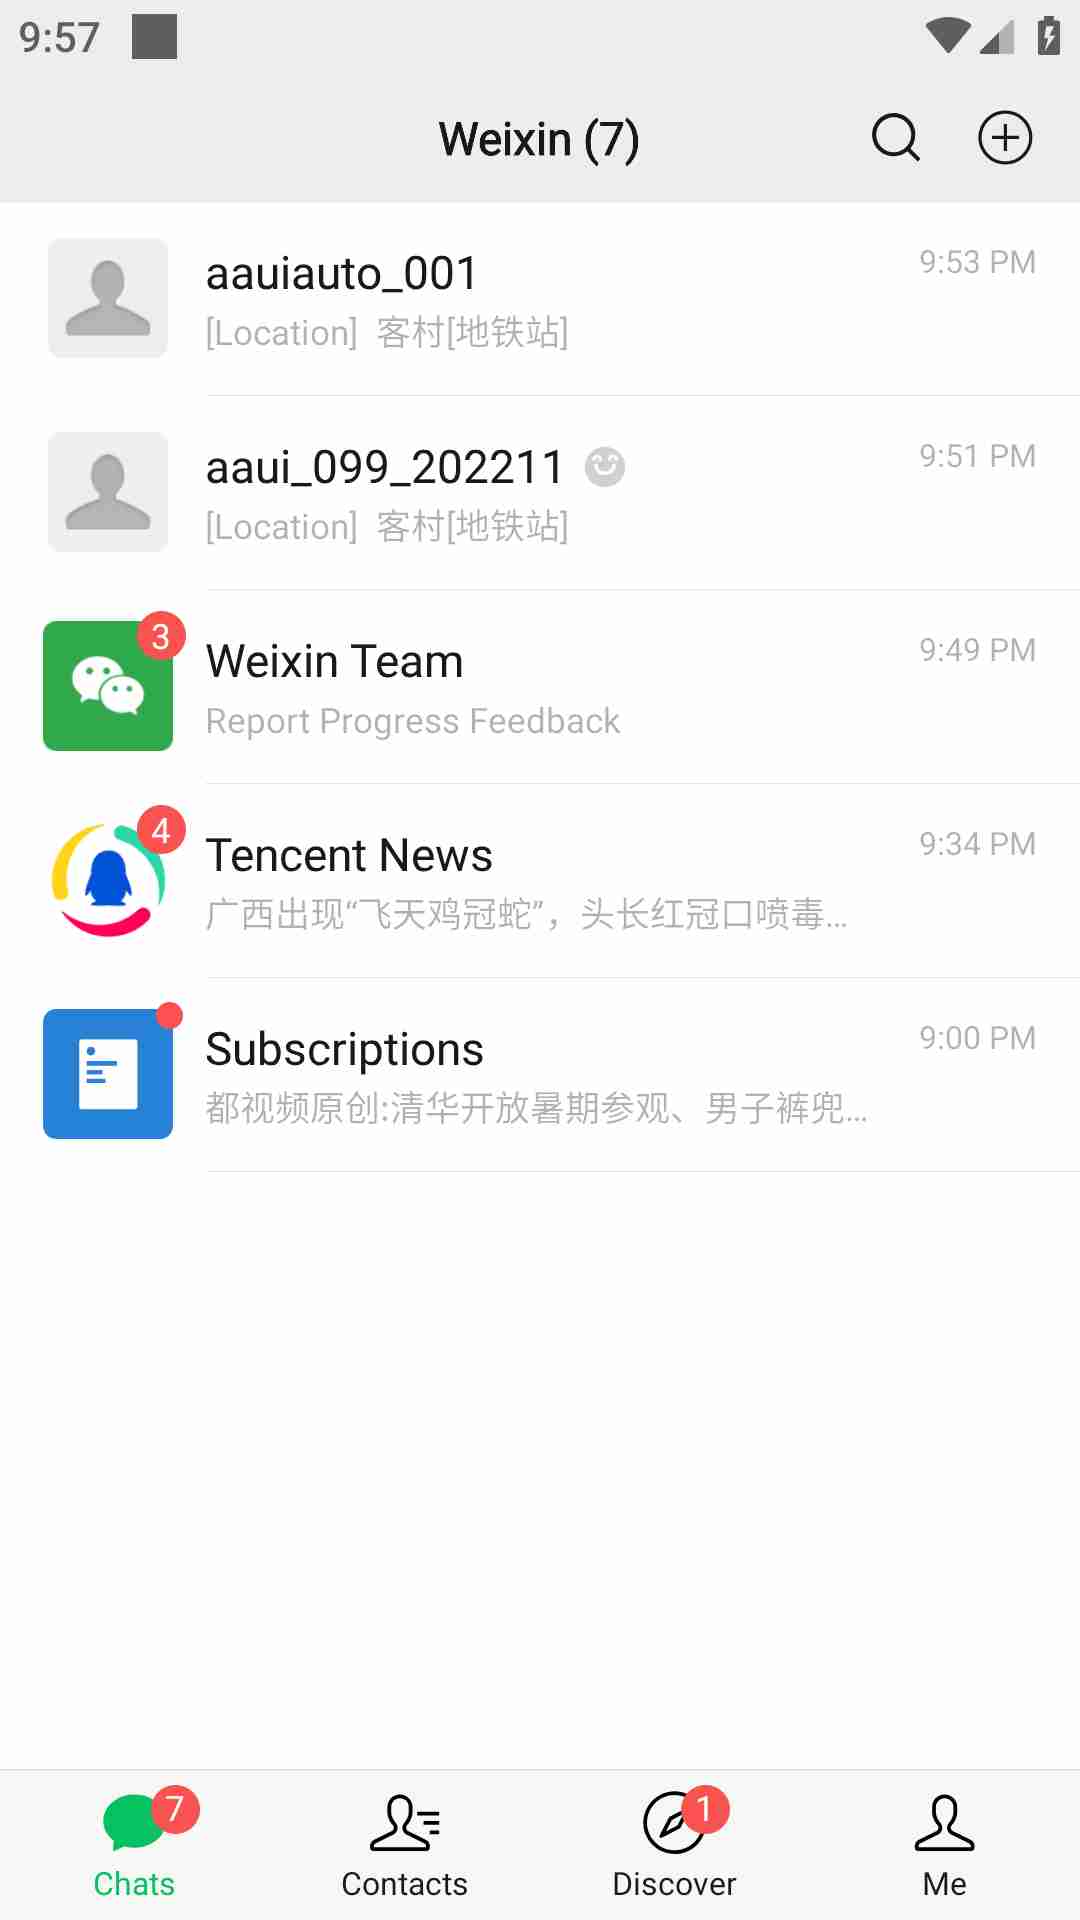 9:57
Weixin (7)
aauiauto_001
9:53 PM
[Location] 客村[地铁站]
aaui_099_202211
9:51 PM
[Location] 客村[地铁站]
3
Weixin Team
9:49 PM
Report Progress Feedback
4
Tencent News
9:34 PM
广西出现“飞天鸡冠蛇”，头长红冠口喷毒...
Subscriptions
9:00 PM
都视频原创:清华开放暑期参观、男子裤兜...
7
1
Chats
Contacts
Discover
Me